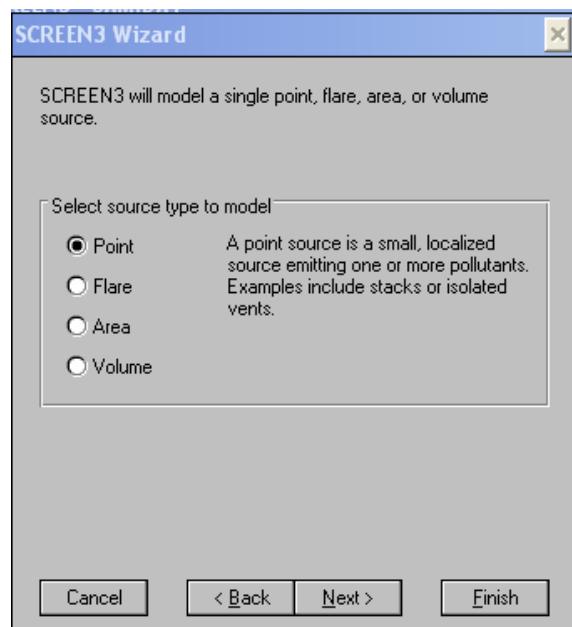 SCREEN3 Wizard
SCREEN3 will model a single point, flare, area, or volume
source.
Select source type to model
Point
Flare
Area
Volume
A point source is a small, localized
source emitting one or more pollutants.
Examples include stacks or isolated
vents.
Cancel
< Back
Next >
Finish